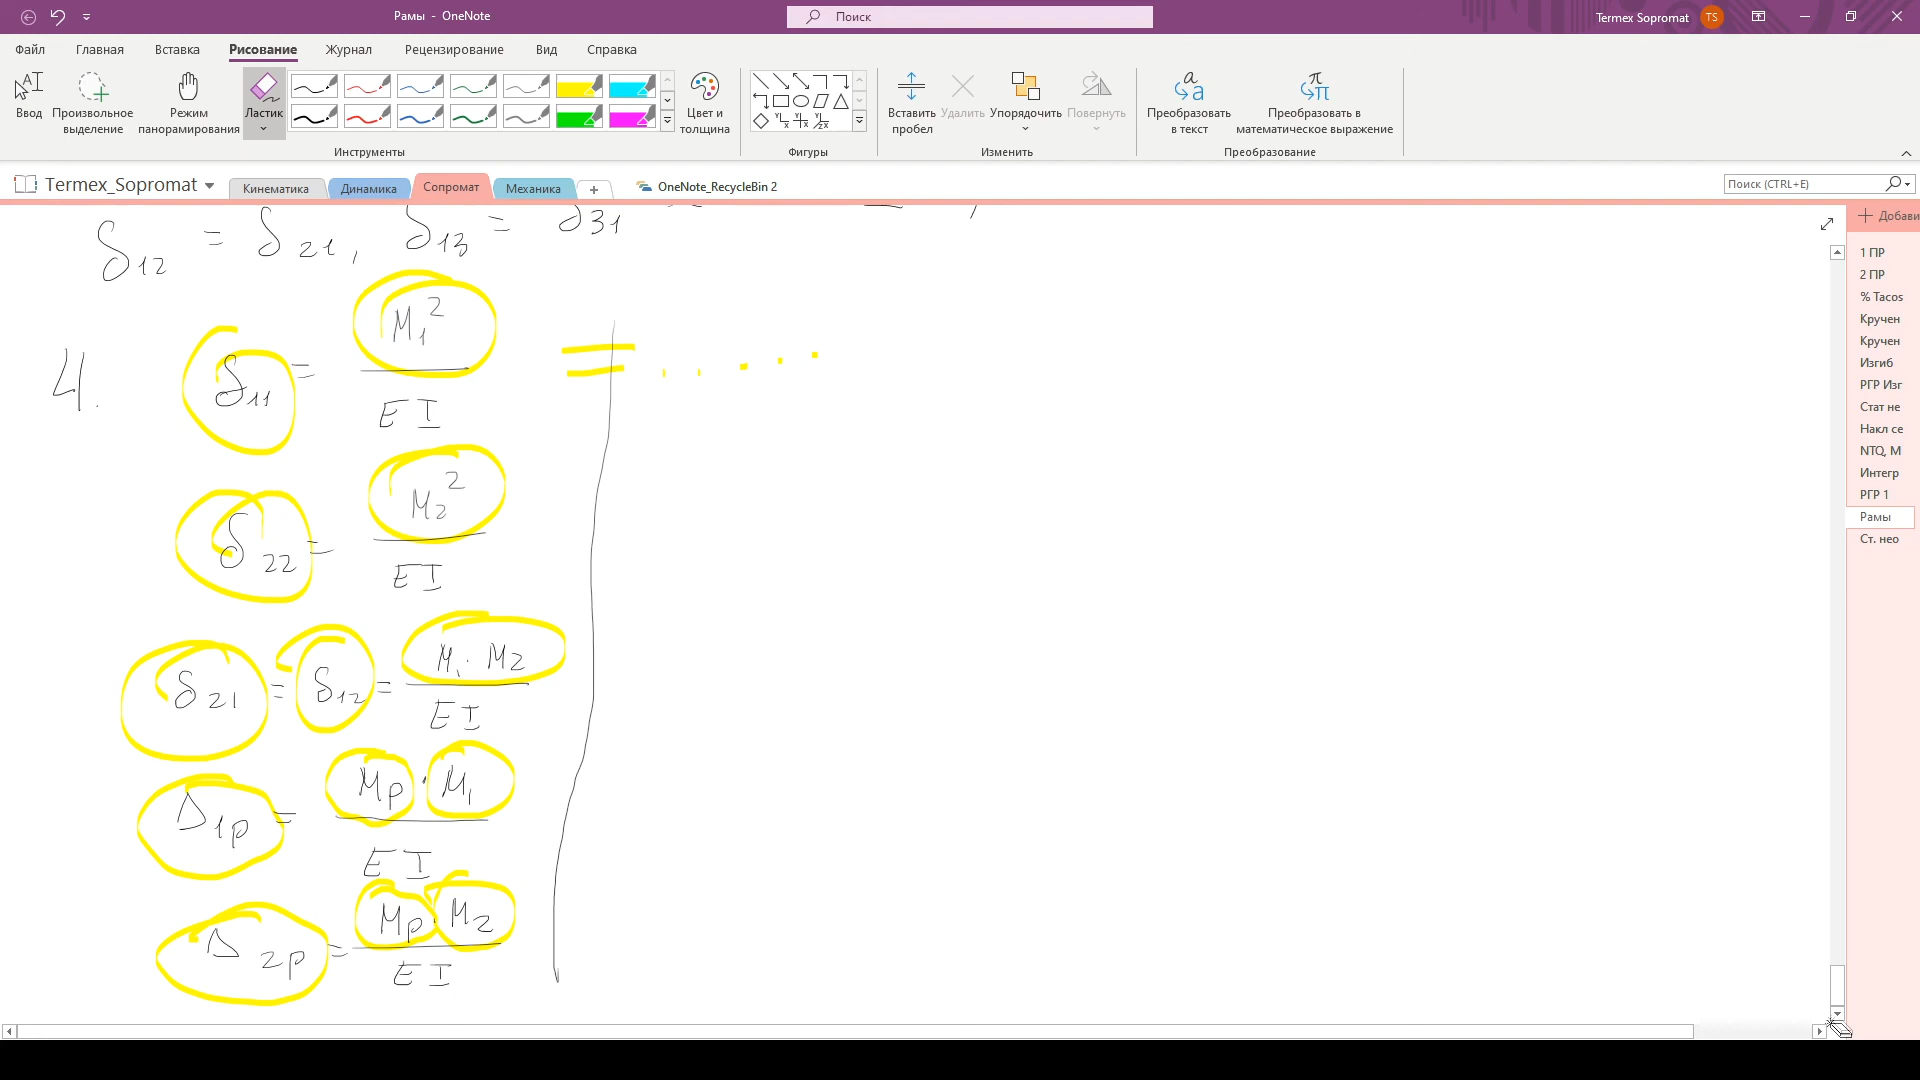 Рамы - OneNote
Поиск
Termex Sopromat
TS
Файл Главная Вставка Рисование Журнал Рецензирование Вид Справка
Ввод
Произвольное выделение
Режим панорамирования
Ластик
Цвет и толщина
Вставить пробел
Удалить
Упорядочить
Повернуть
Преобразовать в текст
Преобразовать в математическое выражение
Инструменты Фигуры Изменить Преобразование
Termex_Sopromat Кинематика Динамика Сопромат Механика OneNote_RecycleBin 2
Поиск (CTRL+E)
Добави
1 ПР
2 ПР
% Tacos
Кручен
Кручен
Изгиб
РГР Изг
Стат не
Накл се
NTQ, M
Интегр
РГР 1
Рамы
Ст. нео
δ12 = δ21, δ13 = δ31
4. δ11 = M1² / EI = . . . . .
δ22 = M2² / EI
δ21 = δ12 = M1 · M2 / EI
Δ1p = Mp · M1 / EI
Δ2p = Mp · M2 / EI